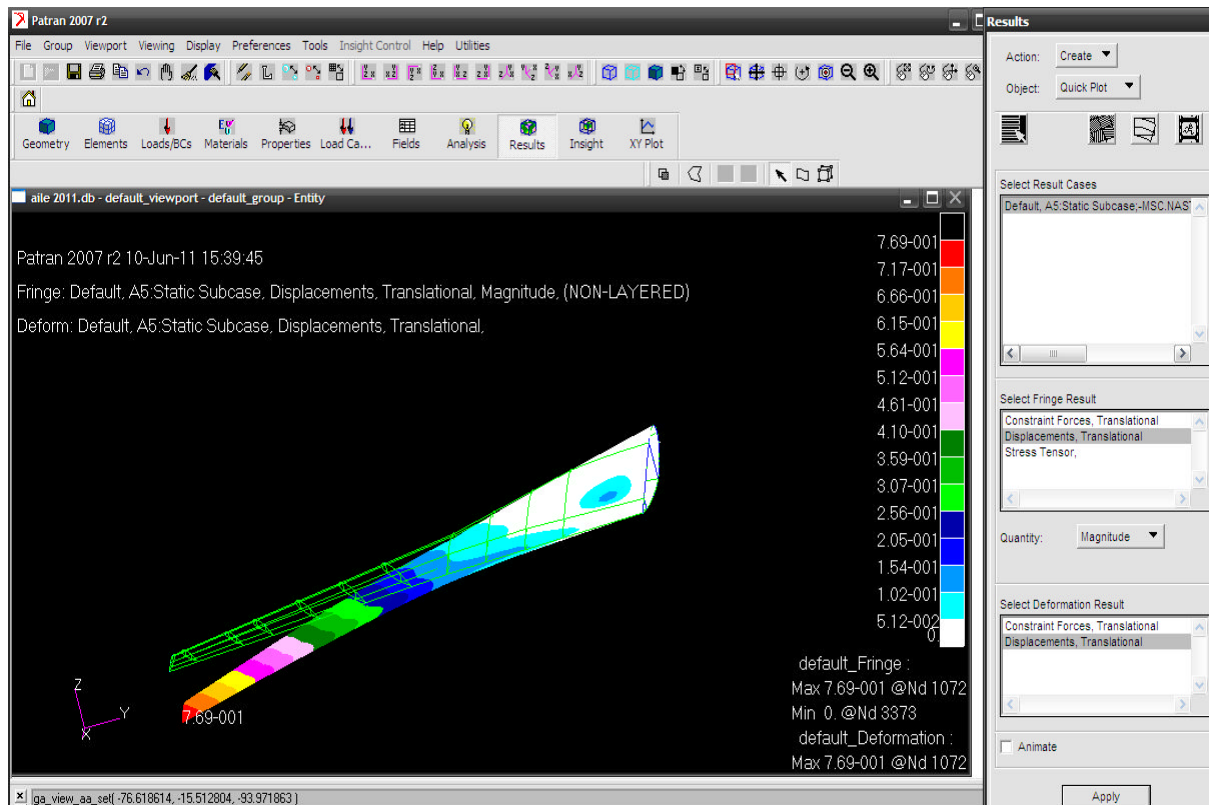 Patran 2007 r2
File Group Viewport Viewing Display Preferences Tools Insight Control Help Utilities
Geometry Elements Loads/BCs Materials Properties Load Ca... Fields Analysis Results Insight XY Plot
aile 2011.db - default_viewport - default_group - Entity
Patran 2007 r2 10-Jun-11 15:39:45
Fringe: Default, A5:Static Subcase, Displacements, Translational, Magnitude, (NON-LAYERED)
Deform: Default, A5:Static Subcase, Displacements, Translational,
7.69-001
7.17-001
6.66-001
6.15-001
5.64-001
5.12-001
4.61-001
4.10-001
3.59-001
3.07-001
2.56-001
2.05-001
1.54-001
1.02-001
5.12-002
0.
default_Fringe :
Max 7.69-001 @Nd 1072
Min 0. @Nd 3373
default_Deformation :
Max 7.69-001 @Nd 1072
Z
Y
X
7.69-001
ga_view_aa_set( -76.618614, -15.512804, -93.971863 )
Results
Action: Create
Object: Quick Plot
Select Result Cases
Default, A5:Static Subcase;-MSC.NAS
Select Fringe Result
Constraint Forces, Translational
Displacements, Translational
Stress Tensor,
Quantity: Magnitude
Select Deformation Result
Constraint Forces, Translational
Displacements, Translational
Animate
Apply